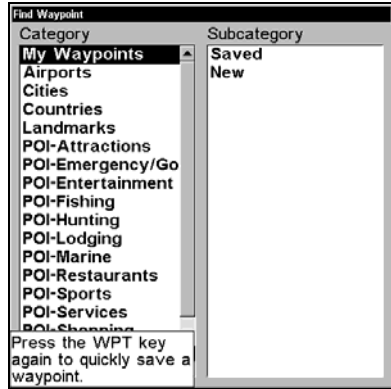 Find Waypoint
Category
My Waypoints
Airports
Cities
Countries
Landmarks
POI-Attractions
POI-Emergency/Go
POI-Entertainment
POI-Fishing
POI-Hunting
POI-Lodging
POI-Marine
POI-Restaurants
POI-Sports
POI-Services
POI-Shopping
Press the WPT key
again to quickly save a
waypoint.
Subcategory
Saved
New